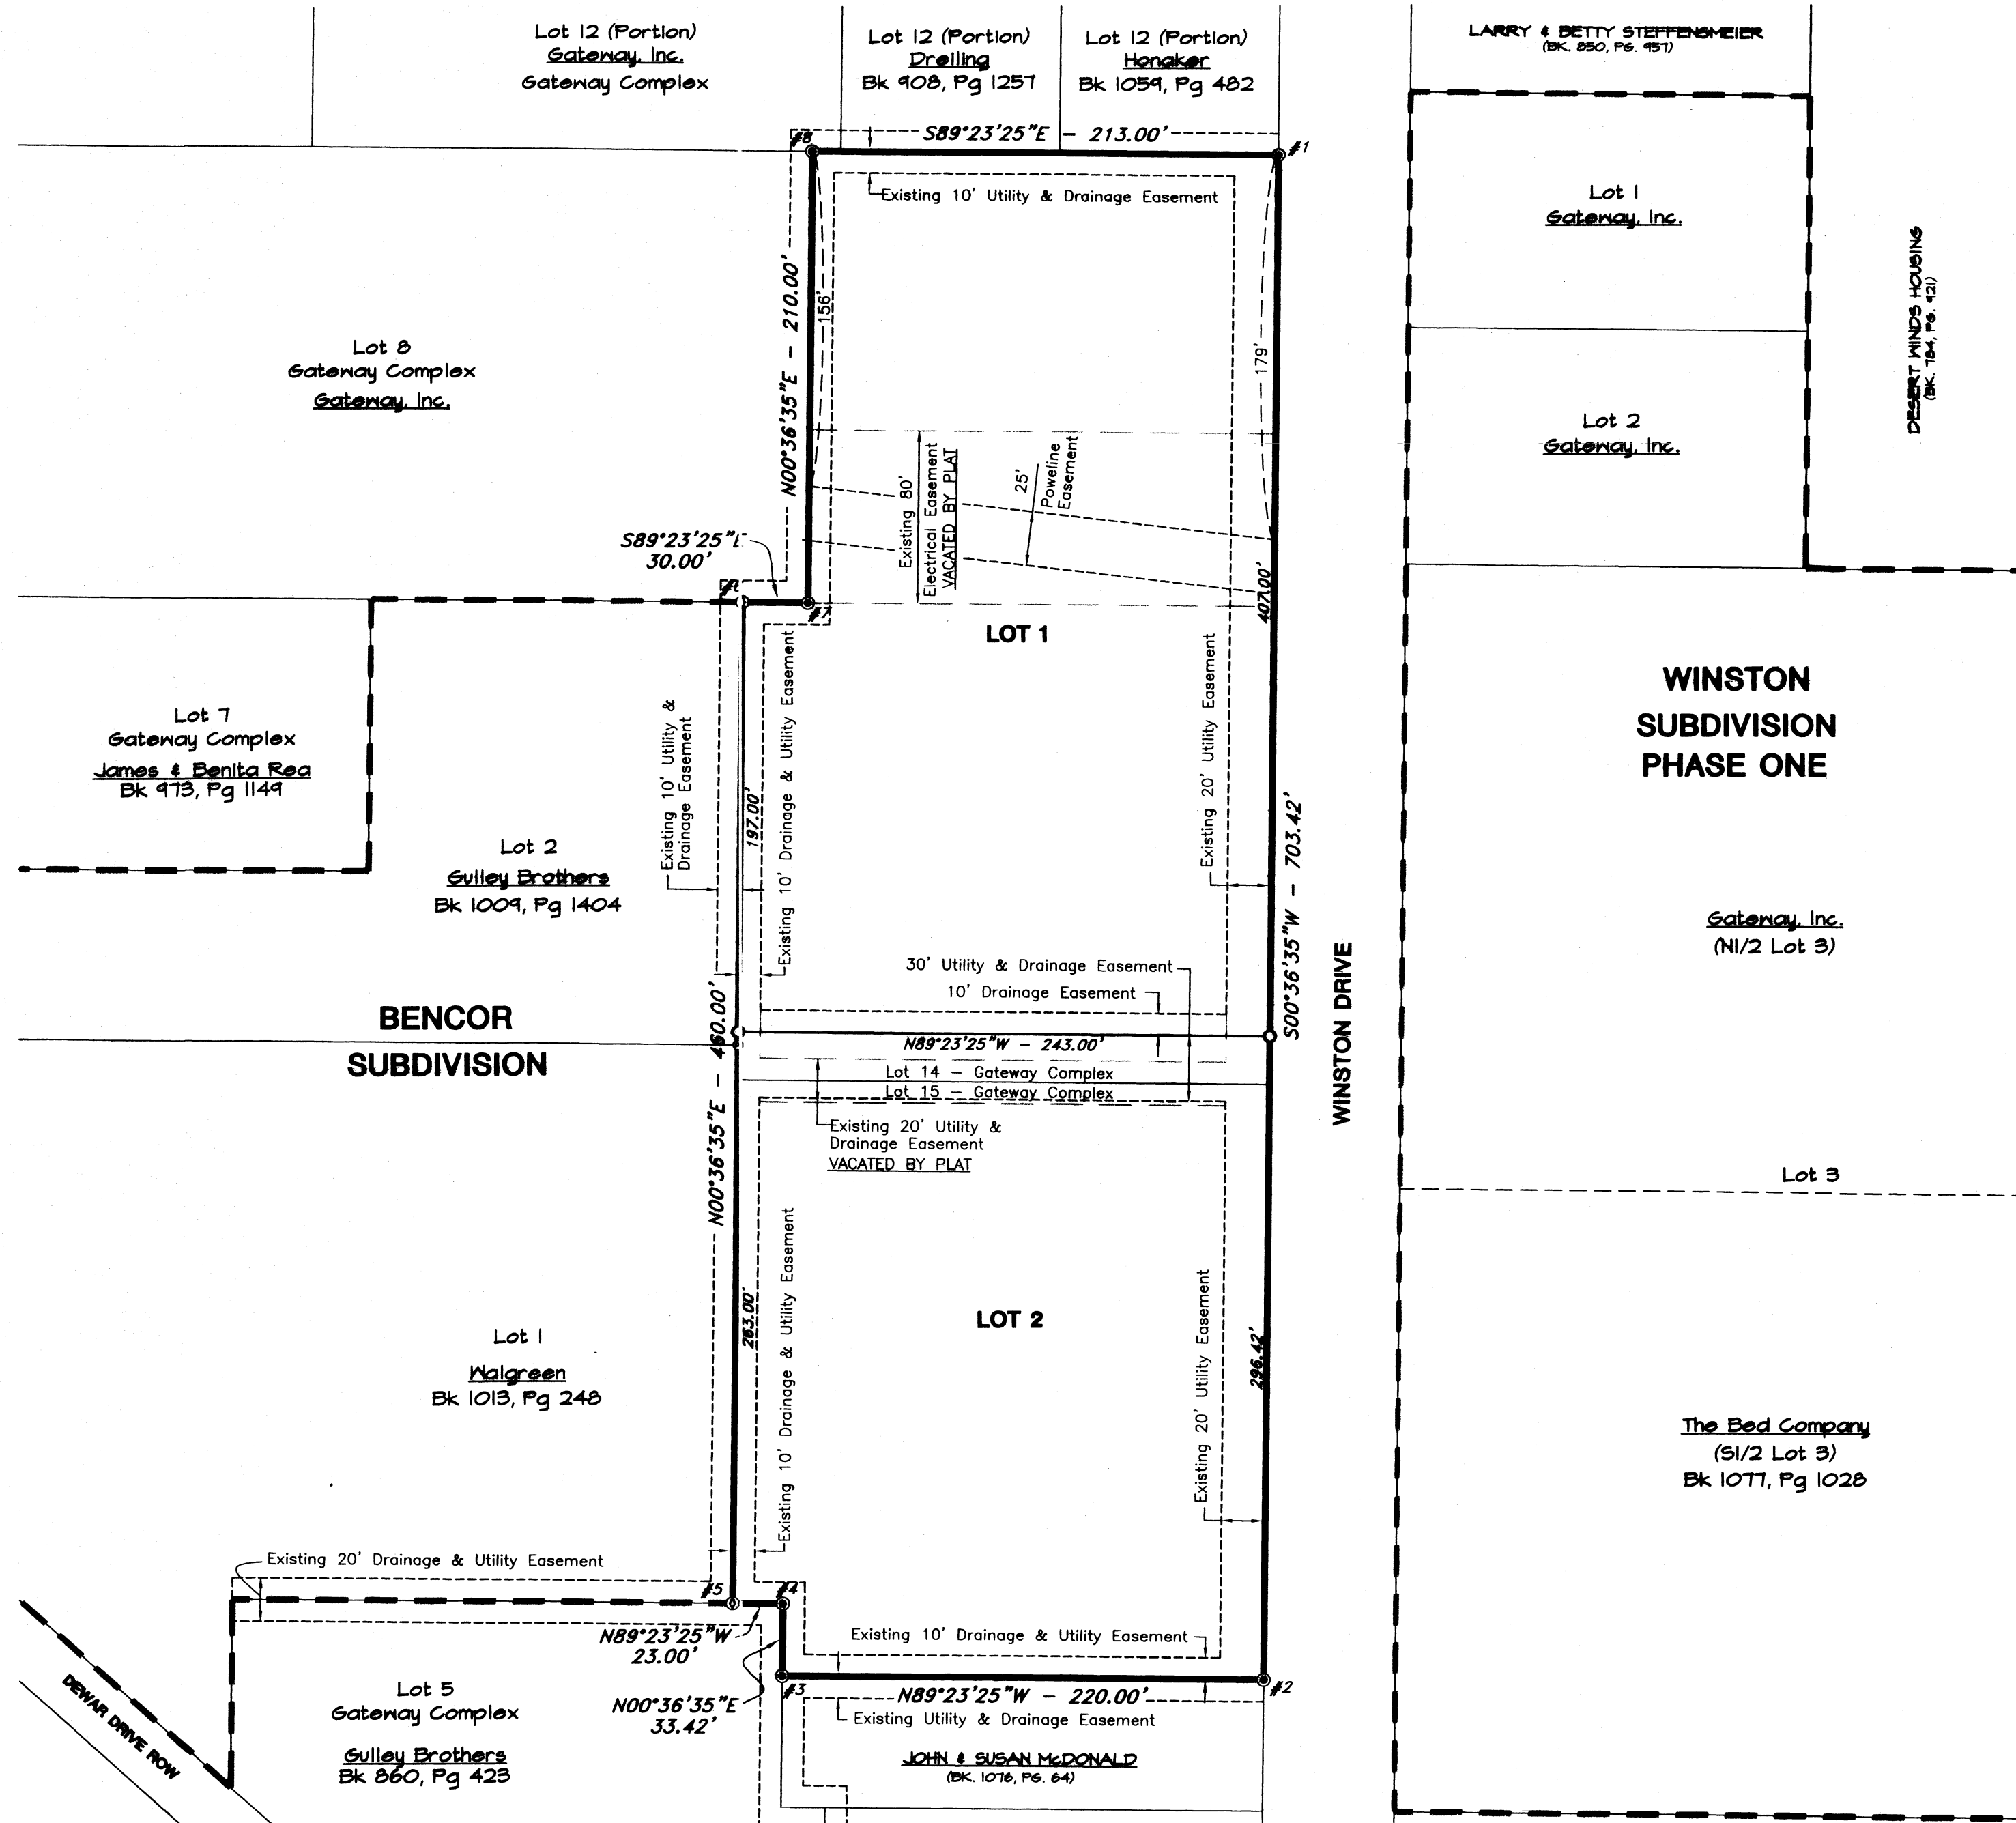 Lot 12 (Portion)
Gateway, Inc.
Gateway Complex
Lot 12 (Portion)
Drelling
Bk 908, Pg 1257
Lot 12 (Portion)
Honaker
Bk 1059, Pg 482
LARRY & BETTY STEFFENSMEIER
(BK. 850, PG. 957)
#8
S89°23'25"E - 213.00'
#1
Existing 10' Utility & Drainage Easement
Lot 1
Gateway, Inc.
DESERT WINDS HOUSING
(BK. 784, PG. 921)
N00°36'35"E - 210.00'
156'
179'
Lot 8
Gateway Complex
Gateway, Inc.
Lot 2
Gateway, Inc.
Existing 80'
Electrical Easement
VACATED BY PLAT
25'
Poweline
Easement
S89°23'25"E
30.00'
#7
407.00'
LOT 1
WINSTON
SUBDIVISION
PHASE ONE
Lot 7
Gateway Complex
James & Benita Rea
Bk 973, Pg 1149
Existing 10' Utility &
Drainage Easement
197.00'
Existing 10' Drainage & Utility Easement
Existing 20' Utility Easement
S00°36'35"W - 703.42'
Lot 2
Gulley Brothers
Bk 1009, Pg 1404
Gateway, Inc.
(N1/2 Lot 3)
30' Utility & Drainage Easement
10' Drainage Easement
WINSTON DRIVE
BENCOR
SUBDIVISION
N00°36'35"E - 460.00'
N89°23'25"W - 243.00'
Lot 14 - Gateway Complex
Lot 15 - Gateway Complex
Existing 20' Utility &
Drainage Easement
VACATED BY PLAT
Lot 3
263.00'
Existing 10' Drainage & Utility Easement
LOT 2
Existing 20' Utility Easement
296.42'
Lot 1
Walgreen
Bk 1013, Pg 248
The Bed Company
(S1/2 Lot 3)
Bk 1077, Pg 1028
Existing 20' Drainage & Utility Easement
#5
#4
N89°23'25"W
23.00'
Existing 10' Drainage & Utility Easement
DEWAR DRIVE ROW
Lot 5
Gateway Complex
Gulley Brothers
Bk 860, Pg 423
N00°36'35"E
33.42'
#3
N89°23'25"W - 220.00'
#2
Existing Utility & Drainage Easement
JOHN & SUSAN McDONALD
(BK. 1076, PG. 64)